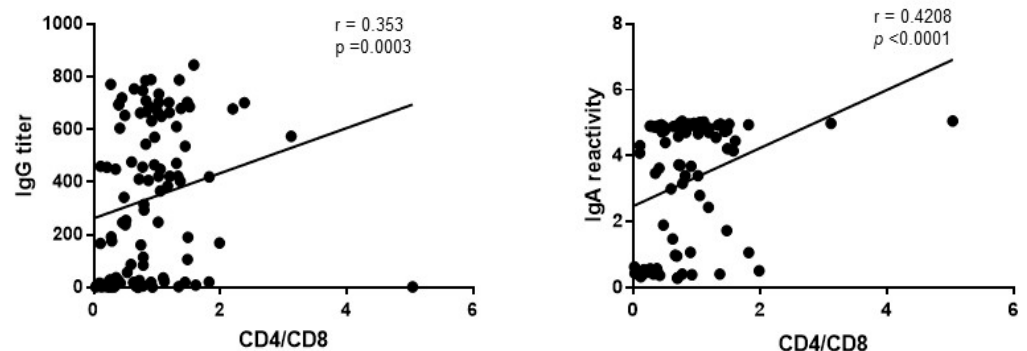 r = 0.353
p =0.0003
1000
800
600
400
200
0
IgG titer
0 2 4 6
CD4/CD8
r = 0.4208
p <0.0001
8
6
4
2
0
IgA reactivity
0 2 4 6
CD4/CD8